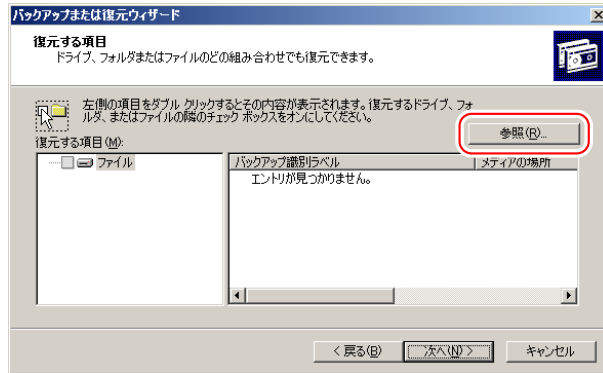 バックアップまたは復元ウィザード
復元する項目
ドライブ、フォルダまたはファイルのどの組み合わせでも復元できます。
左側の項目をダブル クリックするとその内容が表示されます。復元するドライブ、フォ
ルダ、またはファイルの隣のチェック ボックスをオンにしてください。
参照(R)...
復元する項目(M):
ファイル
バックアップ識別ラベル
メディアの場所
エントリが見つかりません。
< 戻る(B)
次へ(N) >
キャンセル